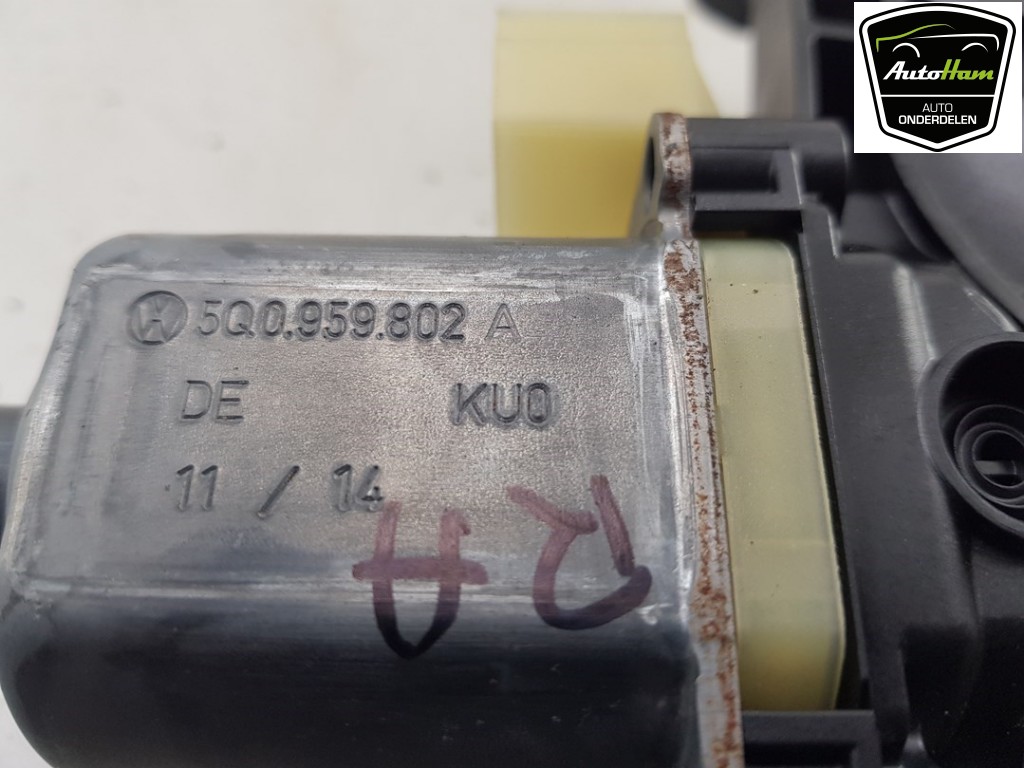 AutoHam
AUTO
ONDERDELEN
5Q0.959.802 A
DE KU0
11 / 14
RA